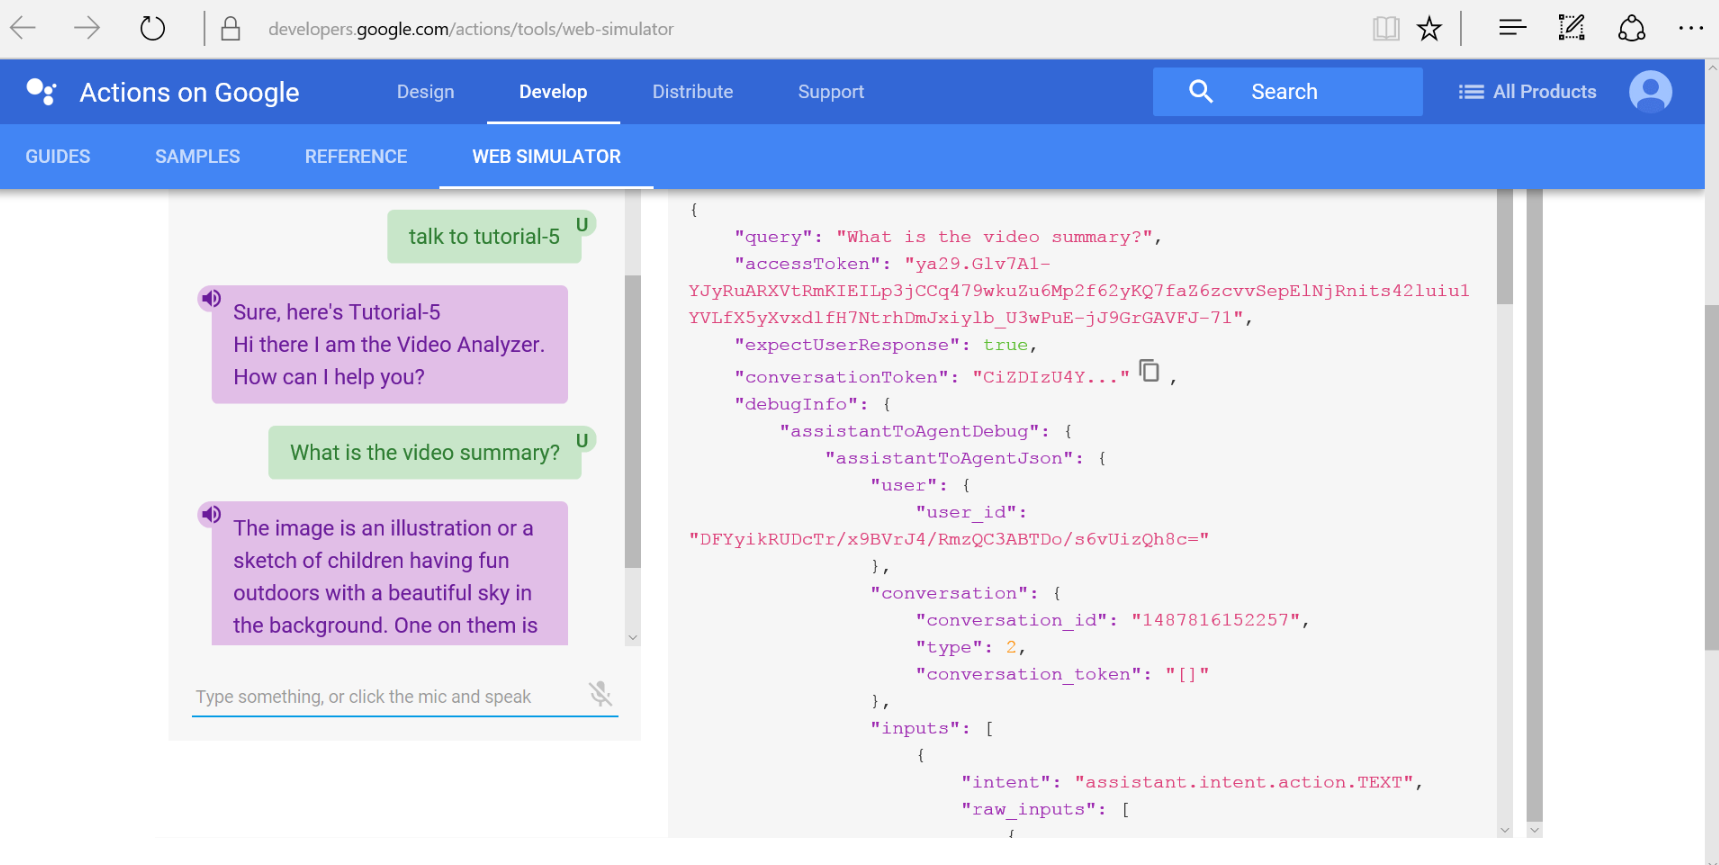 developers.google.com/actions/tools/web-simulator
Actions on Google
Design
Develop
Distribute
Support
Search
All Products
GUIDES
SAMPLES
REFERENCE
WEB SIMULATOR
talk to tutorial-5
U
Sure, here's Tutorial-5
Hi there I am the Video Analyzer.
How can I help you?
What is the video summary?
U
The image is an illustration or a
sketch of children having fun
outdoors with a beautiful sky in
the background. One on them is
Type something, or click the mic and speak
{
"query": "What is the video summary?",
"accessToken": "ya29.Glv7A1-
YJyRuARXVtRmKIEILp3jCCq479wkuZu6Mp2f62yKQ7faZ6zcvvSepElNjRnits42luiu1
YVLfX5yXvxdlfH7NtrhDmJxiylb_U3wPuE-jJ9GrGAVFJ-71",
"expectUserResponse": true,
"conversationToken": "CiZDIzU4Y..." ,
"debugInfo": {
"assistantToAgentDebug": {
"assistantToAgentJson": {
"user": {
"user_id":
"DFYyikRUDcTr/x9BVrJ4/RmzQC3ABTDo/s6vUizQh8c="
},
"conversation": {
"conversation_id": "1487816152257",
"type": 2,
"conversation_token": "[]"
},
"inputs": [
{
"intent": "assistant.intent.action.TEXT",
"raw_inputs": [
{